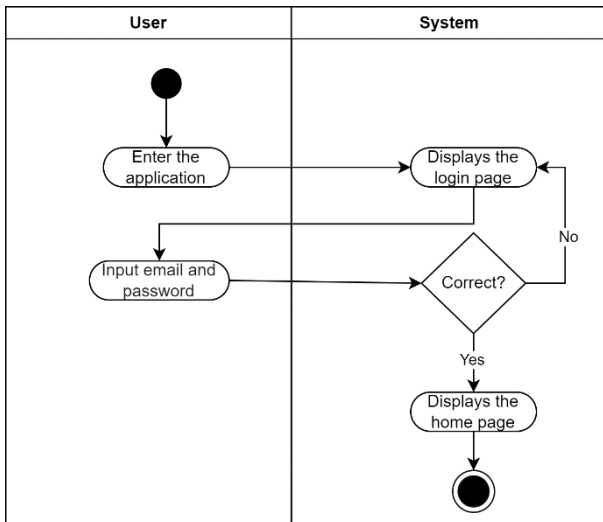 User
System
Enter the
application
Displays the
login page
No
Input email and
password
Correct?
Yes
Displays the
home page